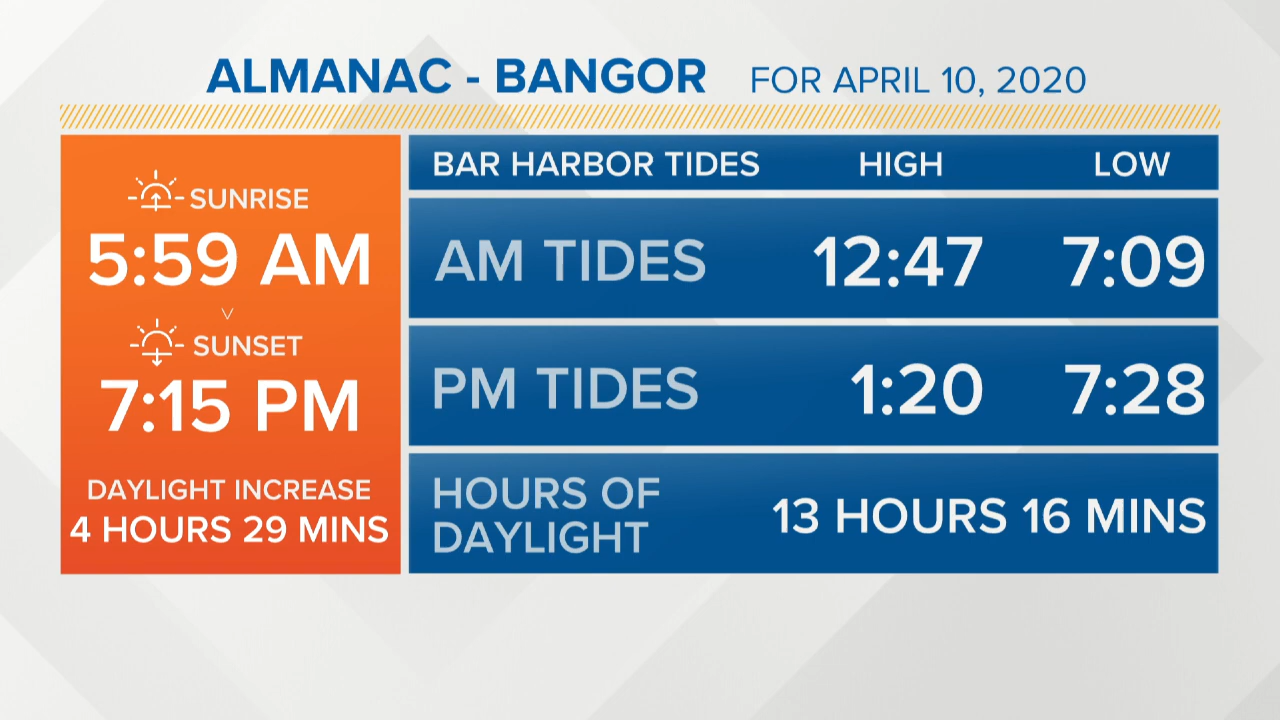 ALMANAC - BANGOR FOR APRIL 10, 2020
SUNRISE
5:59 AM
SUNSET
7:15 PM
DAYLIGHT INCREASE
4 HOURS 29 MINS
BAR HARBOR TIDES HIGH LOW
AM TIDES 12:47 7:09
PM TIDES 1:20 7:28
HOURS OF
DAYLIGHT
13 HOURS 16 MINS